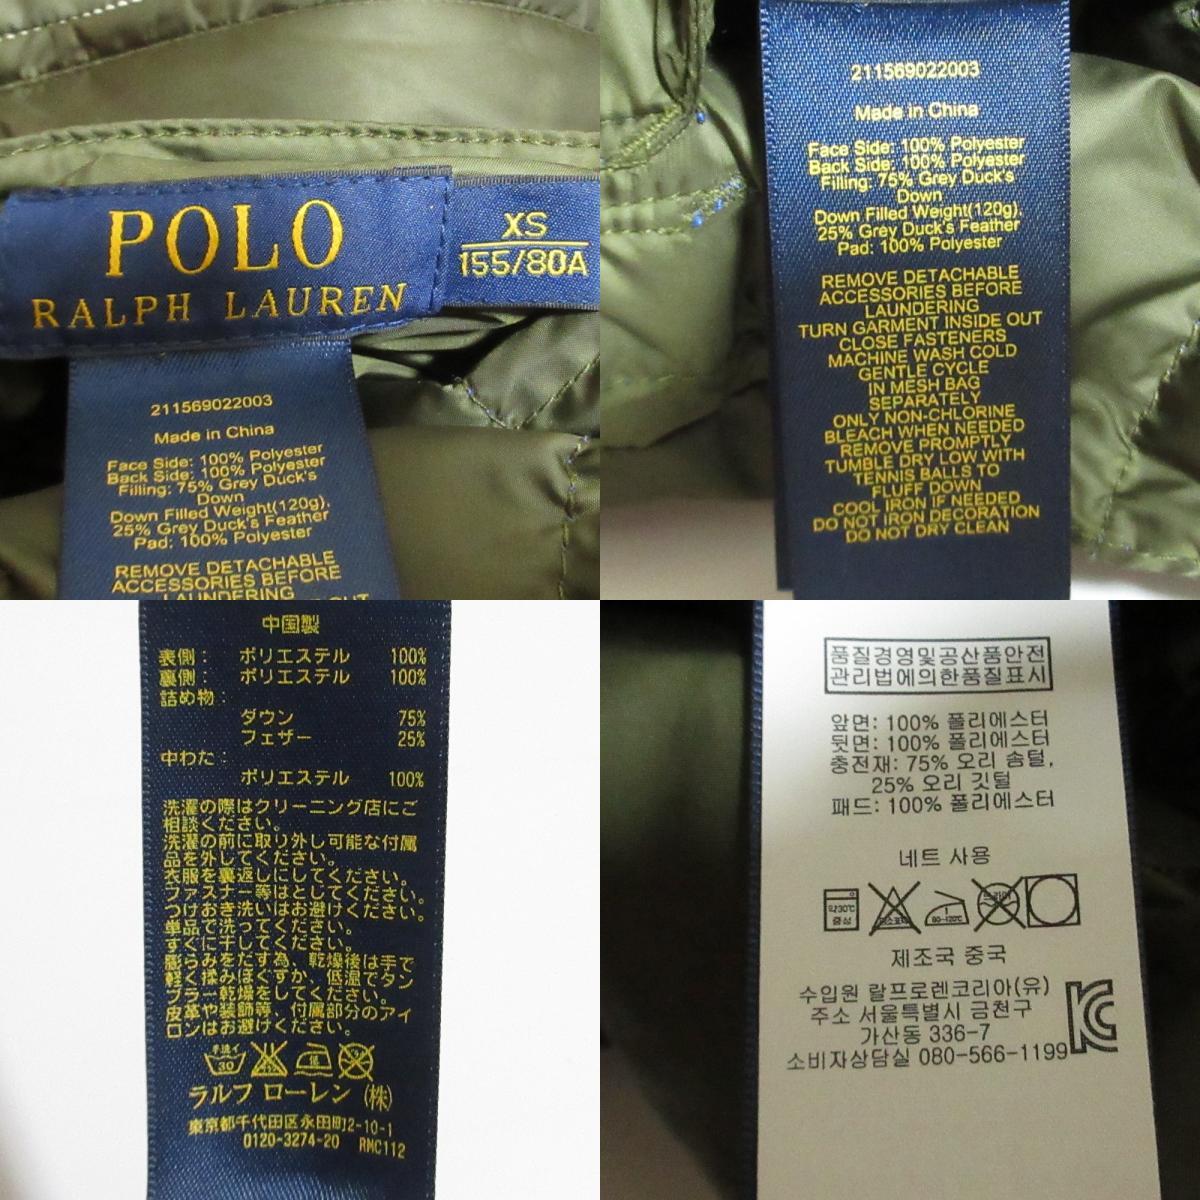 POLO
RALPH LAUREN
XS
155/80A
211569022003
Made in China
Face Side: 100% Polyester
Back Side: 100% Polyester
Filling: 75% Grey Duck's
Down
Down Filled Weight(120g),
25% Grey Duck's Feather
Pad: 100% Polyester
REMOVE DETACHABLE
ACCESSORIES BEFORE
LAUNDERING
211569022003
Made in China
Face Side: 100% Polyester
Back Side: 100% Polyester
Filling: 75% Grey Duck's
Down
Down Filled Weight(120g),
25% Grey Duck's Feather
Pad: 100% Polyester
REMOVE DETACHABLE
ACCESSORIES BEFORE
LAUNDERING
TURN GARMENT INSIDE OUT
CLOSE FASTENERS
MACHINE WASH COLD
GENTLE CYCLE
IN MESH BAG
SEPARATELY
ONLY NON-CHLORINE
BLEACH WHEN NEEDED
REMOVE PROMPTLY
TUMBLE DRY LOW WITH
TENNIS BALLS TO
FLUFF DOWN
COOL IRON IF NEEDED
DO NOT IRON DECORATION
DO NOT DRY CLEAN
中国製
表側： ポリエステル 100%
裏側： ポリエステル 100%
詰め物：
ダウン 75%
フェザー 25%
中わた：
ポリエステル 100%
洗濯の際はクリーニング店にご
相談ください。
洗濯の前に取り外し可能な付属
品を外してください。
衣服を裏返しにしてください。
ファスナー等はとじてください。
つけおき洗いはお避けください。
単品で洗ってください。
すぐに干してください。
膨らみをだす為、乾燥後は手で
軽く揉みほぐすか、低温でタン
ブラー乾燥をしてください。
皮革や装飾等、付属部分のアイ
ロンはお避けください。
手洗イ
30
ラルフ ローレン（株）
東京都千代田区永田町2-10-1
0120-3274-20 RMC112
품질경영및공산품안전
관리법에의한품질표시
앞면: 100% 폴리에스터
뒷면: 100% 폴리에스터
충전재: 75% 오리 솜털,
25% 오리 깃털
패드: 100% 폴리에스터
네트 사용
약30℃
중성
80-120℃
드라이
제조국 중국
수입원 랄프로렌코리아(유)
주소 서울특별시 금천구
가산동 336-7
소비자상담실 080-566-1199